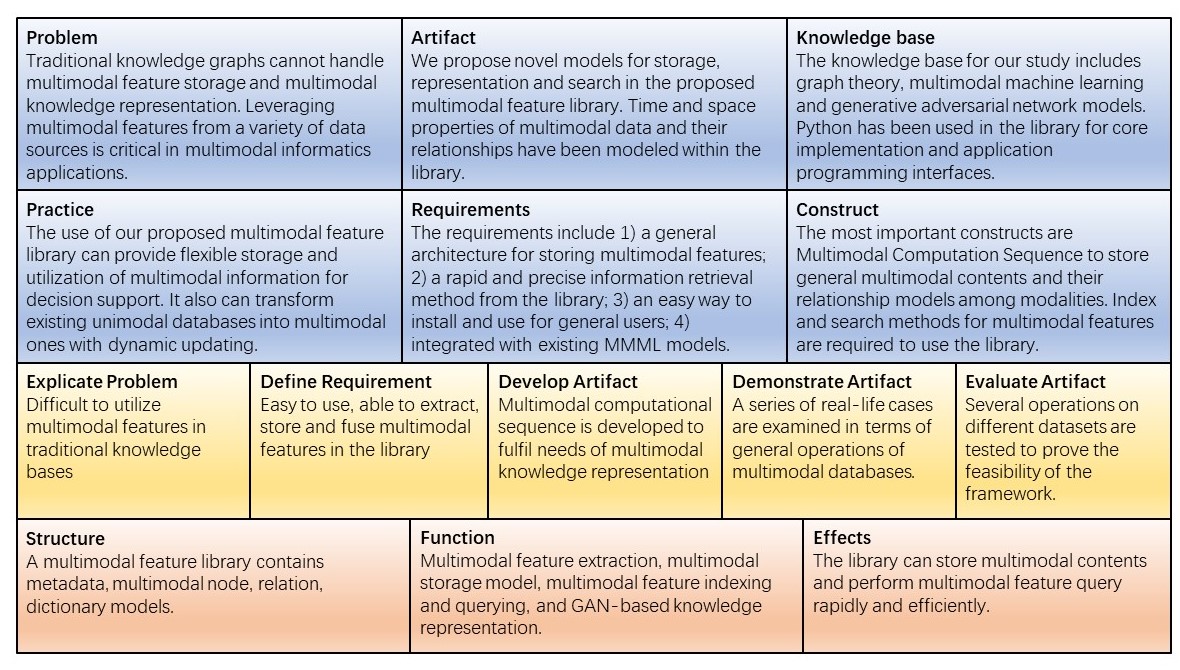 Problem
Traditional knowledge graphs cannot handle
multimodal feature storage and multimodal
knowledge representation. Leveraging
multimodal features from a variety of data
sources is critical in multimodal informatics
applications.
Artifact
We propose novel models for storage,
representation and search in the proposed
multimodal feature library. Time and space
properties of multimodal data and their
relationships have been modeled within the
library.
Knowledge base
The knowledge base for our study includes
graph theory, multimodal machine learning
and generative adversarial network models.
Python has been used in the library for core
implementation and application
programming interfaces.
Practice
The use of our proposed multimodal feature
library can provide flexible storage and
utilization of multimodal information for
decision support. It also can transform
existing unimodal databases into multimodal
ones with dynamic updating.
Requirements
The requirements include 1) a general
architecture for storing multimodal features;
2) a rapid and precise information retrieval
method from the library; 3) an easy way to
install and use for general users; 4)
integrated with existing MMML models.
Construct
The most important constructs are
Multimodal Computation Sequence to store
general multimodal contents and their
relationship models among modalities. Index
and search methods for multimodal features
are required to use the library.
Explicate Problem
Difficult to utilize
multimodal features in
traditional knowledge
bases
Define Requirement
Easy to use, able to extract,
store and fuse multimodal
features in the library
Develop Artifact
Multimodal computational
sequence is developed to
fulfil needs of multimodal
knowledge representation
Demonstrate Artifact
A series of real-life cases
are examined in terms of
general operations of
multimodal databases.
Evaluate Artifact
Several operations on
different datasets are
tested to prove the
feasibility of the
framework.
Structure
A multimodal feature library contains
metadata, multimodal node, relation,
dictionary models.
Function
Multimodal feature extraction, multimodal
storage model, multimodal feature indexing
and querying, and GAN-based knowledge
representation.
Effects
The library can store multimodal contents
and perform multimodal feature query
rapidly and efficiently.